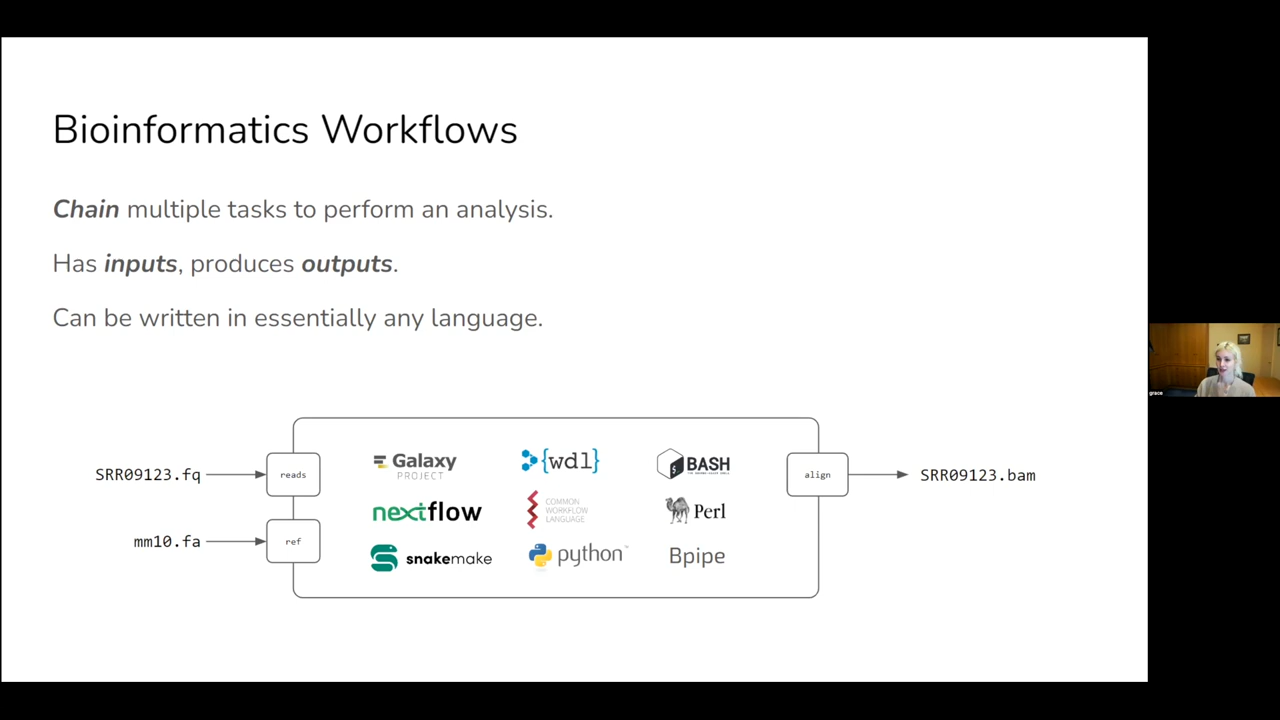 Bioinformatics Workflows
Chain multiple tasks to perform an analysis.
Has inputs, produces outputs.
Can be written in essentially any language.
SRR09123.fq
reads
mm10.fa
ref
Galaxy
PROJECT
{wdl}
$
BASH
nextflow
COMMON
WORKFLOW
LANGUAGE
Perl
snakemake
python
Bpipe
align
SRR09123.bam
grace